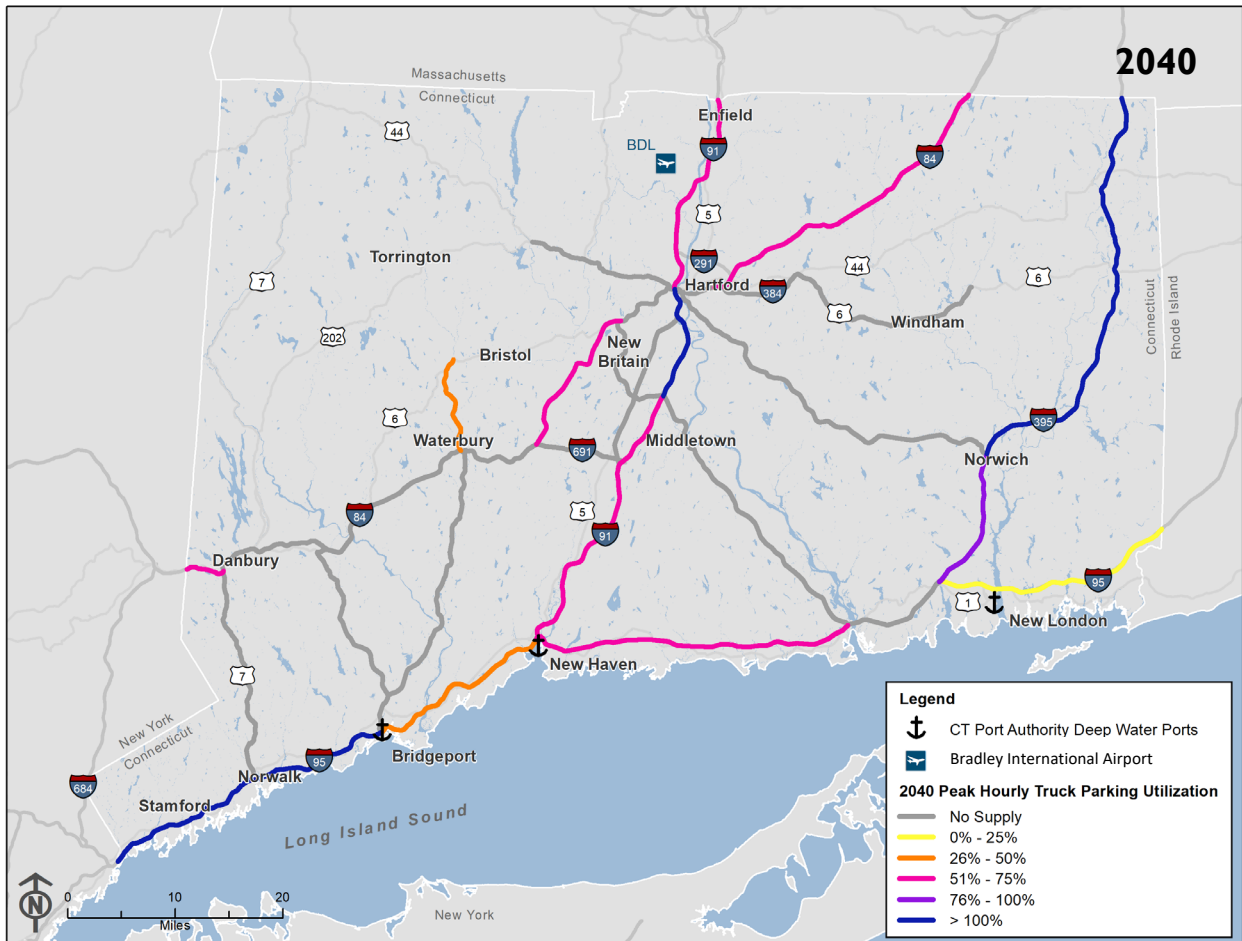 2040
Massachusetts
Connecticut
Enfield
44
BDL
91
84
5
Torrington
291
44
7
Hartford
384
6
6
Windham
Connecticut
Rhode Island
202
New
Britain
Bristol
6
395
Waterbury
Middletown
691
Norwich
84
5
91
Danbury
95
1
New London
New Haven
7
New York
Connecticut
Bridgeport
95
Norwalk
684
Stamford
Long Island Sound
N
0
10
20
Miles
New York
Legend
CT Port Authority Deep Water Ports
Bradley International Airport
2040 Peak Hourly Truck Parking Utilization
No Supply
0% - 25%
26% - 50%
51% - 75%
76% - 100%
> 100%